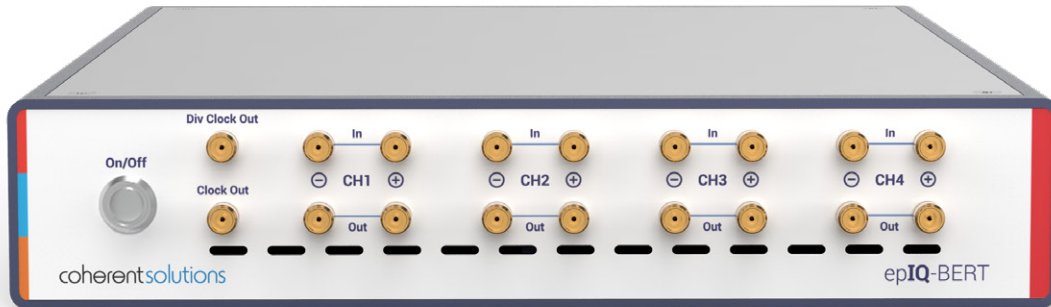 Div Clock Out
In
In
In
In
On/Off
⊖ CH1 ⊕
⊖ CH2 ⊕
⊖ CH3 ⊕
⊖ CH4 ⊕
Clock Out
Out
Out
Out
Out
coherentsolutions
epIQ-BERT